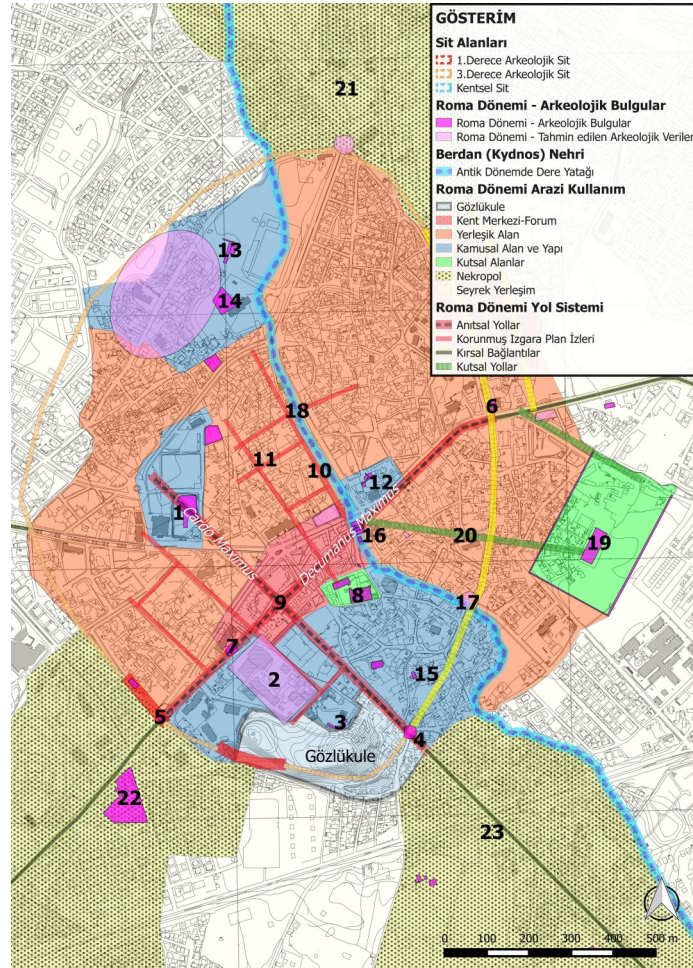 GÖSTERİM
Sit Alanları
1.Derece Arkeolojik Sit
3.Derece Arkeolojik Sit
Kentsel Sit
Roma Dönemi - Arkeolojik Bulgular
Roma Dönemi - Arkeolojik Bulgular
Roma Dönemi - Tahmin edilen Arkeolojik Veriler
Berdan (Kydnos) Nehri
Antik Dönemde Dere Yatağı
Roma Dönemi Arazi Kullanım
Gözlükule
Kent Merkezi-Forum
Yerleşik Alan
Kamusal Alan ve Yapı
Kutsal Alanlar
Nekropol
Seyrek Yerleşim
Roma Dönemi Yol Sistemi
Anıtsal Yollar
Korunmuş Izgara Plan İzleri
Kırsal Bağlantılar
Kutsal Yollar
21
13
14
6
18
11
10
12
1
Cardo Maximus
Decumanus Maximus
16
20
19
8
9
17
7
2
15
3
5
4
Gözlükule
22
23
0 100 200 300 400 500 m